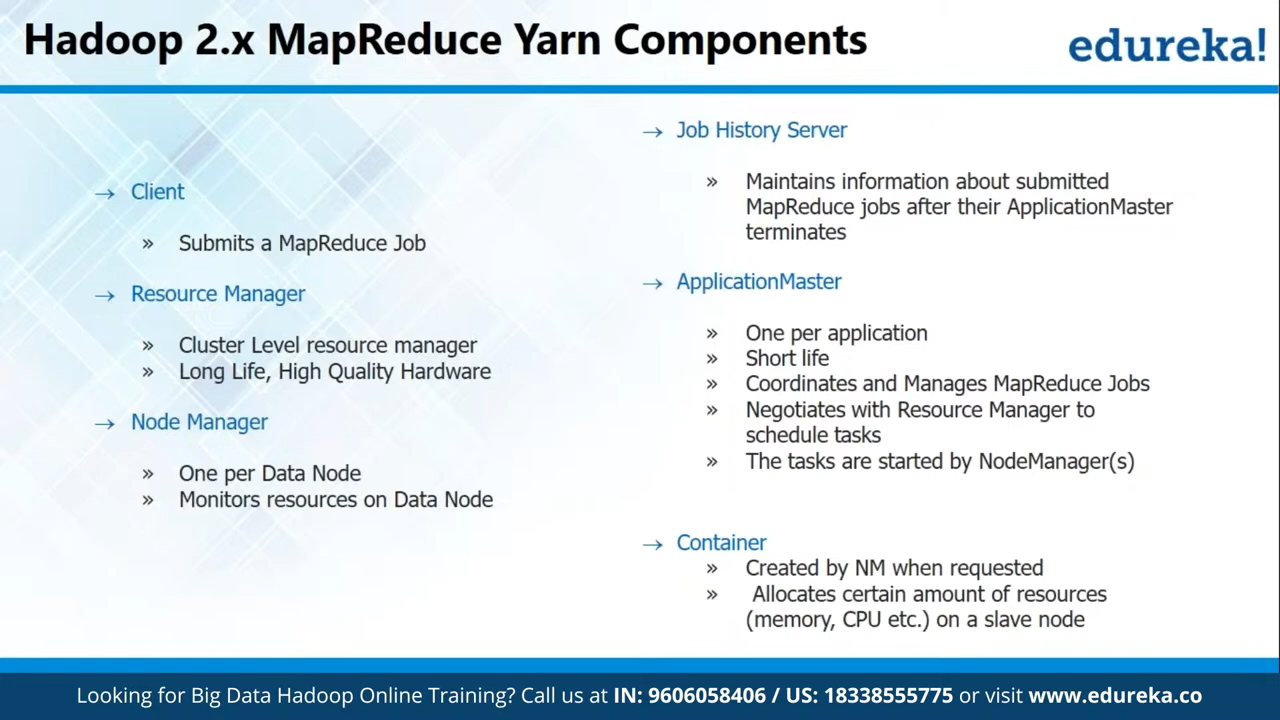 Hadoop 2.x MapReduce Yarn Components
edureka!
→ Client
» Submits a MapReduce Job
→ Resource Manager
» Cluster Level resource manager
» Long Life, High Quality Hardware
→ Node Manager
» One per Data Node
» Monitors resources on Data Node
→ Job History Server
» Maintains information about submitted
MapReduce jobs after their ApplicationMaster
terminates
→ ApplicationMaster
» One per application
» Short life
» Coordinates and Manages MapReduce Jobs
» Negotiates with Resource Manager to
schedule tasks
» The tasks are started by NodeManager(s)
→ Container
» Created by NM when requested
» Allocates certain amount of resources
(memory, CPU etc.) on a slave node
Looking for Big Data Hadoop Online Training? Call us at IN: 9606058406 / US: 18338555775 or visit www.edureka.co